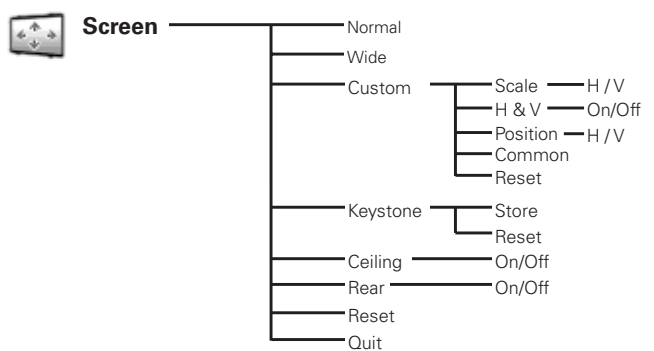 Screen
Normal
Wide
Custom
Scale
H / V
H & V
On/Off
Position
H / V
Common
Reset
Keystone
Store
Reset
Ceiling
On/Off
Rear
On/Off
Reset
Quit